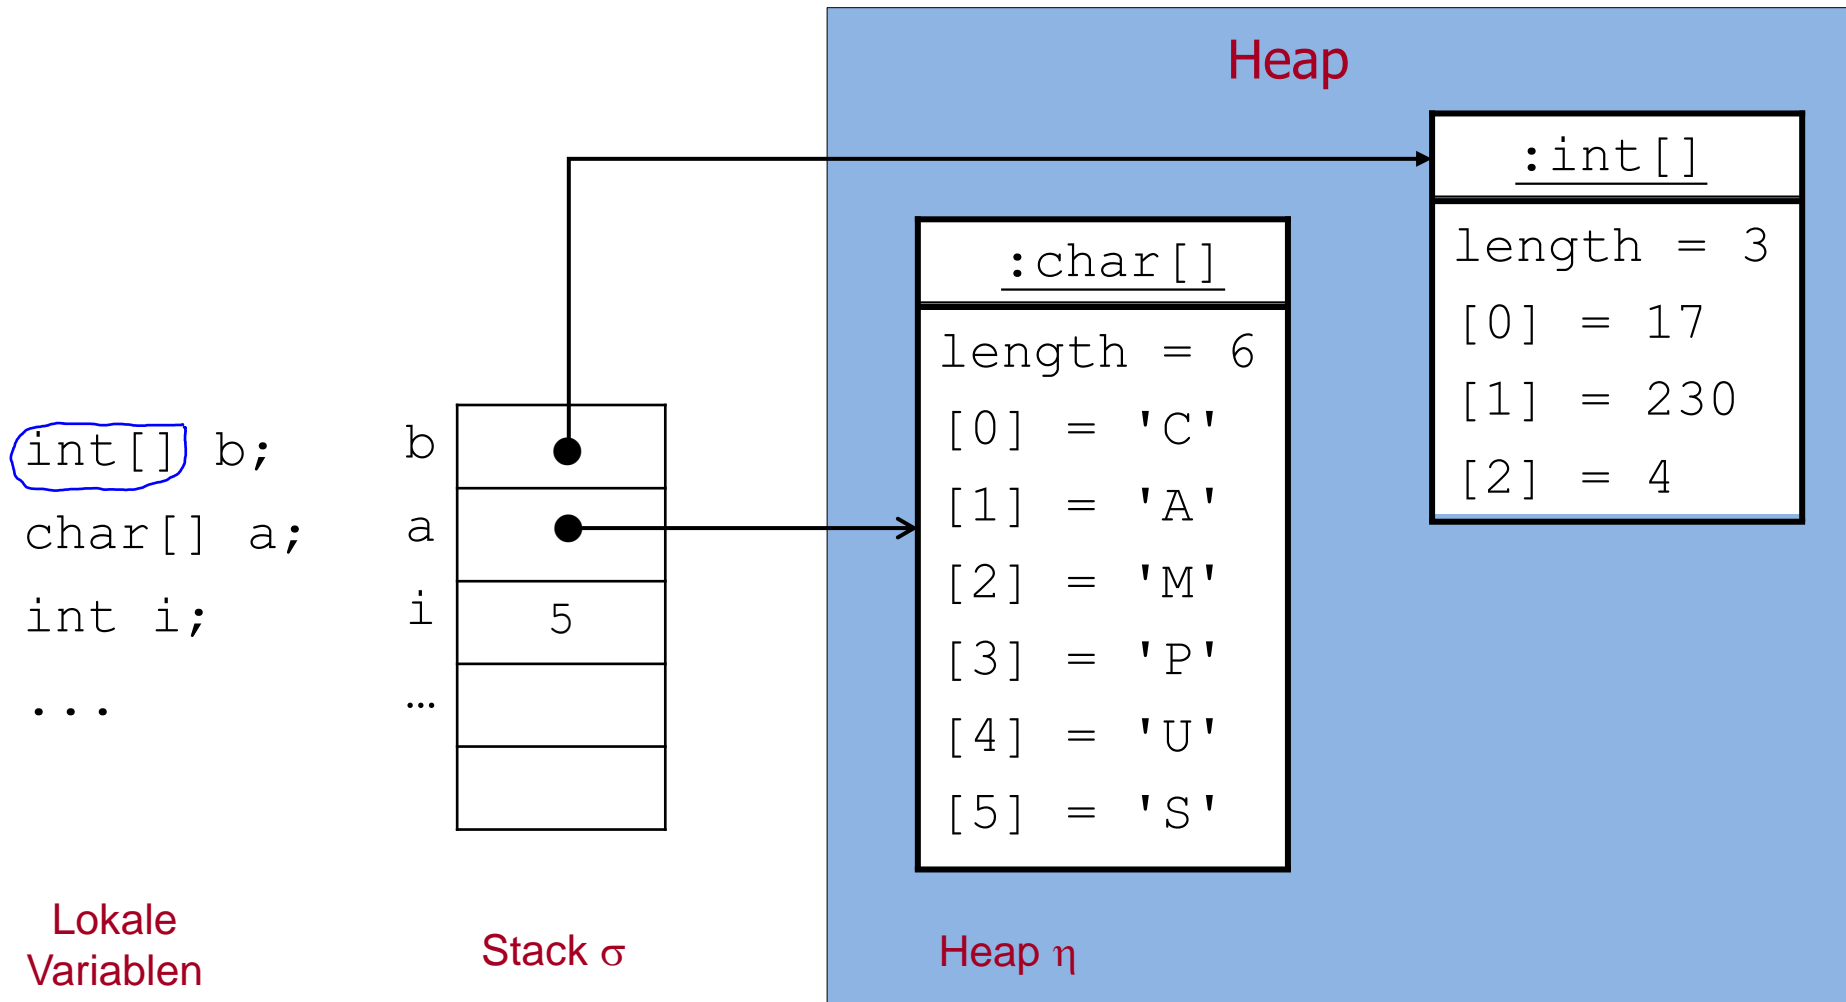 Heap
:int[]
length = 3
[0] = 17
[1] = 230
[2] = 4
:char[]
length = 6
[0] = 'C'
[1] = 'A'
[2] = 'M'
[3] = 'P'
[4] = 'U'
[5] = 'S'
int[] b;
char[] a;
int i;
...
b
a
i
5
…
Lokale
Variablen
Stack σ
Heap η